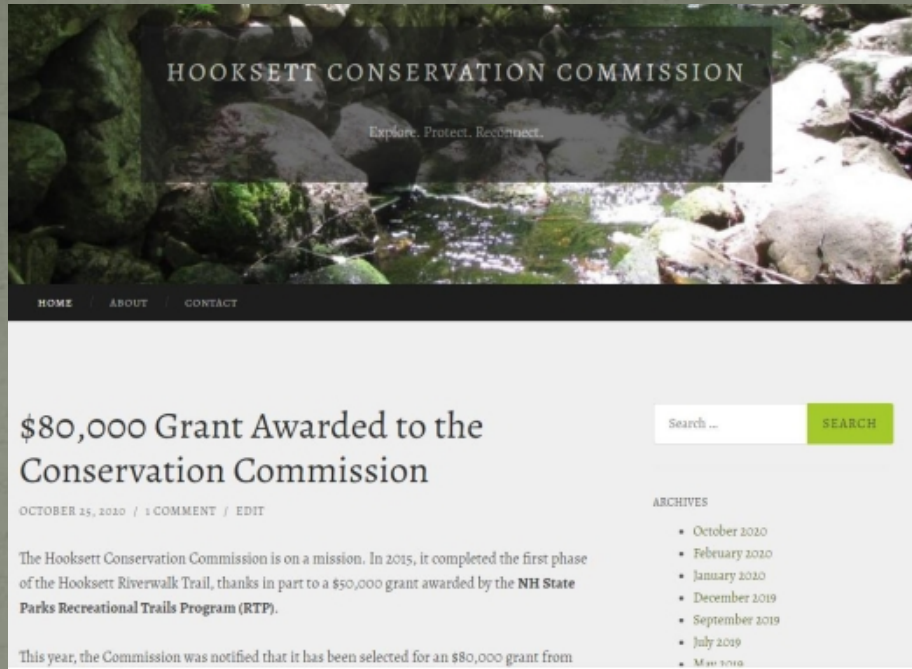 HOOKSETT CONSERVATION COMMISSION
Explore. Protect. Reconnect.
HOME / ABOUT / CONTACT
$80,000 Grant Awarded to the
Conservation Commission
OCTOBER 25, 2020 / 1 COMMENT / EDIT
The Hooksett Conservation Commission is on a mission. In 2015, it completed the first phase
of the Hooksett Riverwalk Trail, thanks in part to a $50,000 grant awarded by the NH State
Parks Recreational Trails Program (RTP).
This year, the Commission was notified that it has been selected for an $80,000 grant from
Search ...
SEARCH
ARCHIVES
October 2020
February 2020
January 2020
December 2019
September 2019
July 2019
May 2019